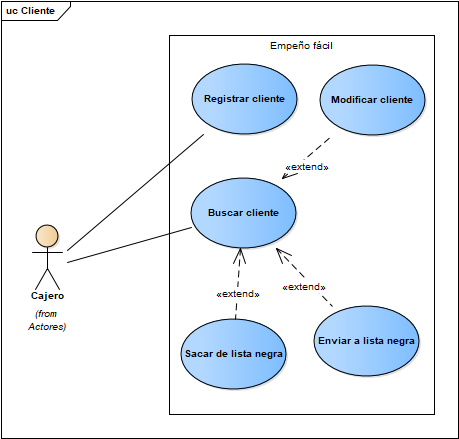 uc Cliente
Empeño fácil
Registrar cliente
Modificar cliente
«extend»
Buscar cliente
Cajero
(from
Actores)
«extend»
«extend»
Sacar de lista negra
Enviar a lista negra